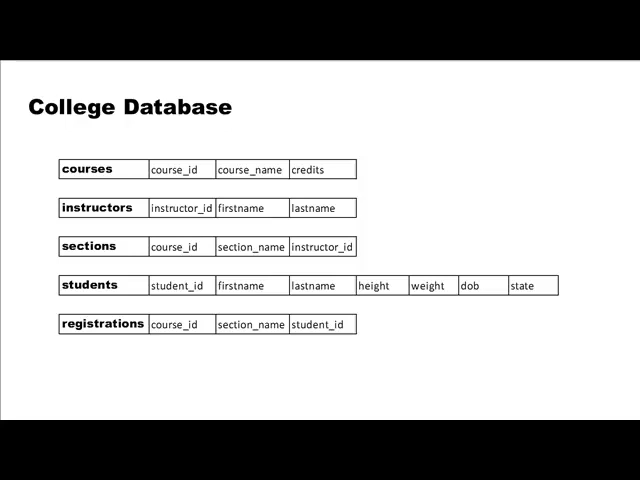 College Database
courses course_id course_name credits
instructors instructor_id firstname lastname
sections course_id section_name instructor_id
students student_id firstname lastname height weight dob state
registrations course_id section_name student_id